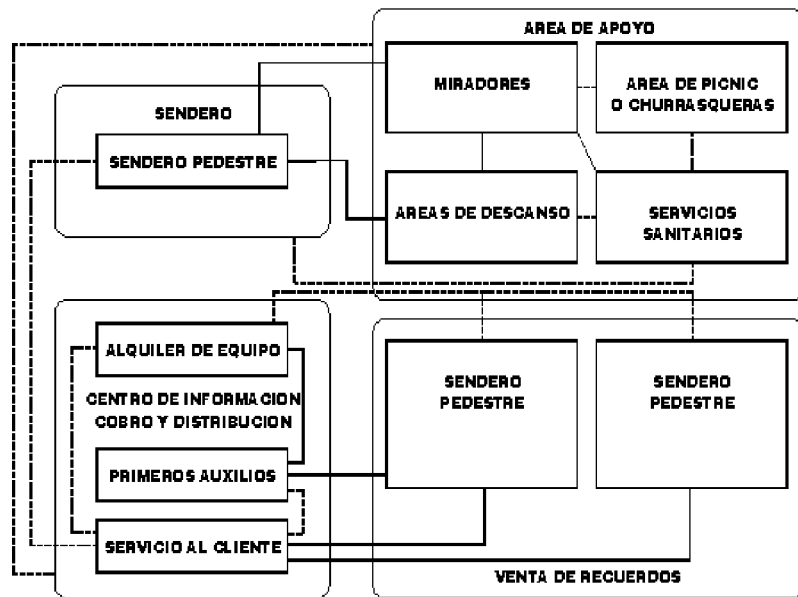 AREA DE APOYO
MIRADORES
AREA DE PICNIC
O CHURRASQUERAS
SENDERO
SENDERO PEDESTRE
AREAS DE DESCANSO
SERVICIOS
SANITARIOS
ALQUILER DE EQUIPO
CENTRO DE INFORMACION
COBRO Y DISTRIBUCION
PRIMEROS AUXILIOS
SERVICIO AL CLIENTE
SENDERO
PEDESTRE
SENDERO
PEDESTRE
VENTA DE RECUERDOS